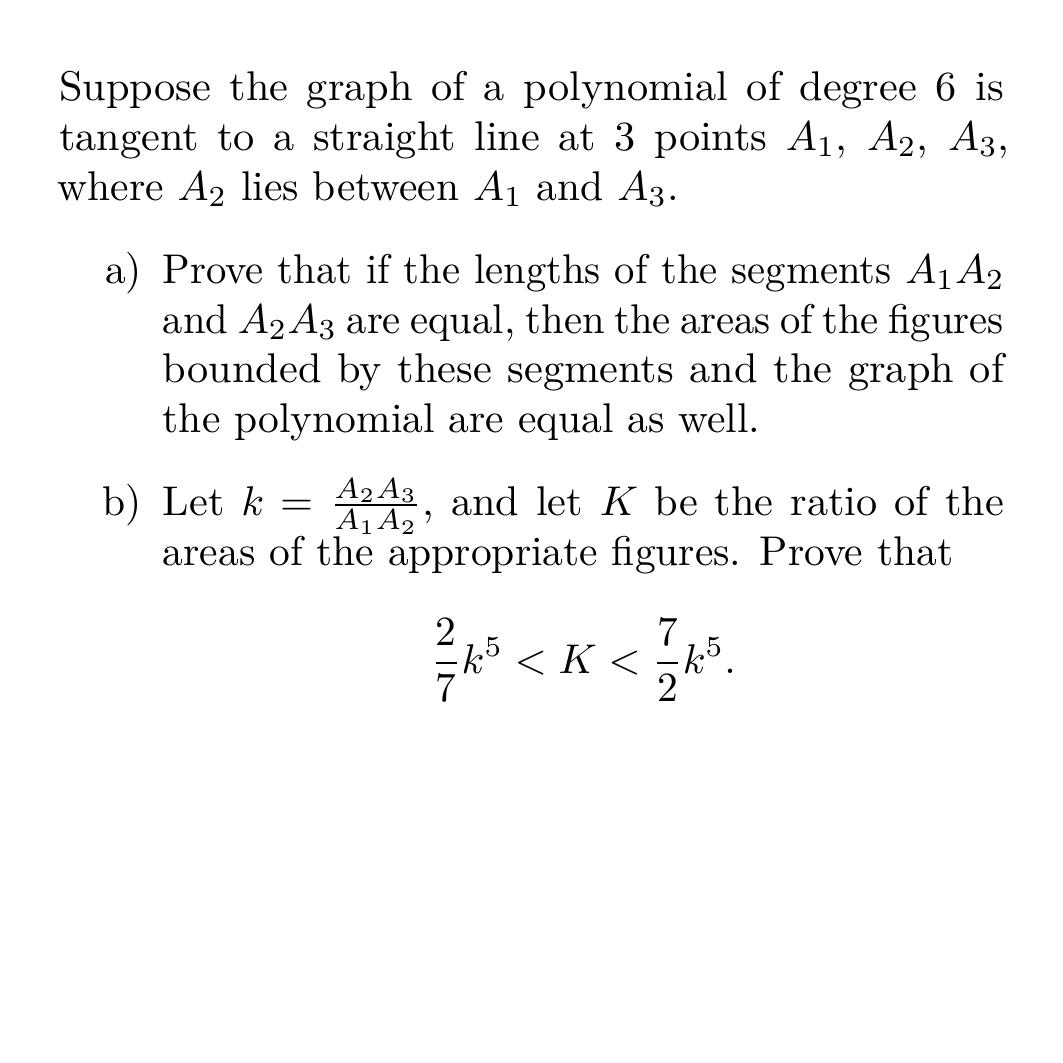 Suppose the graph of a polynomial of degree 6 is
tangent to a straight line at 3 points $A_1$, $A_2$, $A_3$,
where $A_2$ lies between $A_1$ and $A_3$.
a) Prove that if the lengths of the segments $A_1A_2$
and $A_2A_3$ are equal, then the areas of the figures
bounded by these segments and the graph of
the polynomial are equal as well.
b) Let $k = \frac{A_2A_3}{A_1A_2}$, and let $K$ be the ratio of the
areas of the appropriate figures. Prove that
$\frac{2}{7}k^5 < K < \frac{7}{2}k^5.$